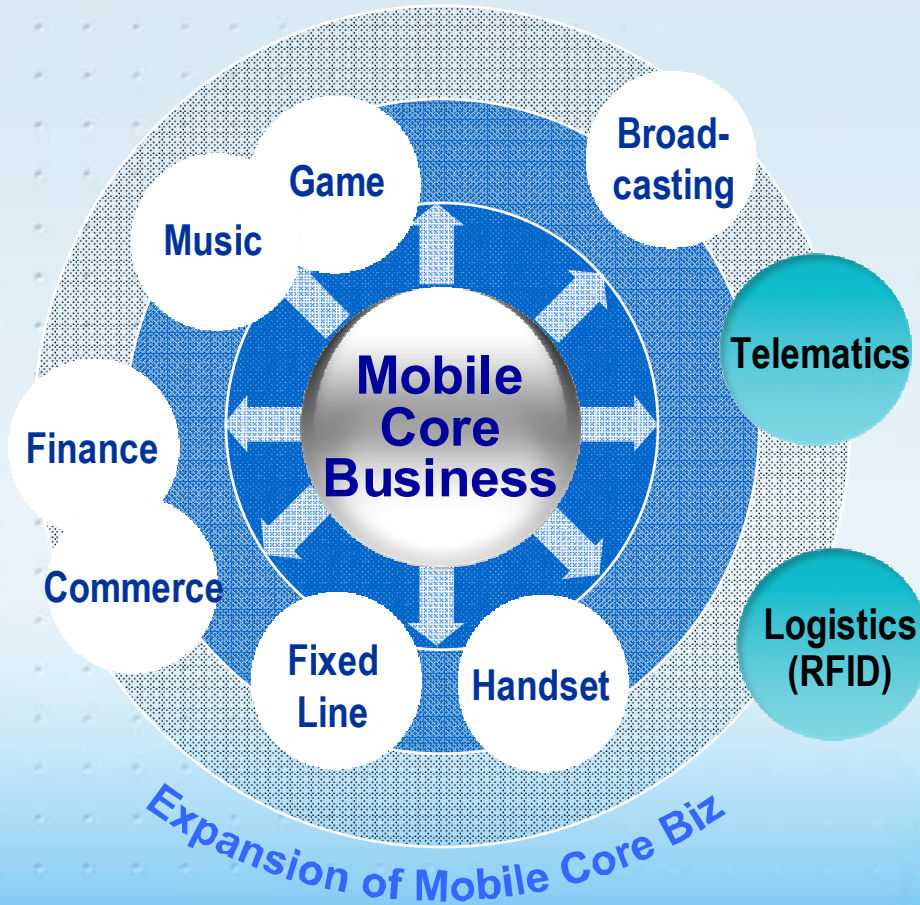 Broad-
casting
Game
Music
Telematics
Mobile
Core
Business
Finance
Commerce
Logistics
(RFID)
Fixed
Line
Handset
Expansion of Mobile Core Biz